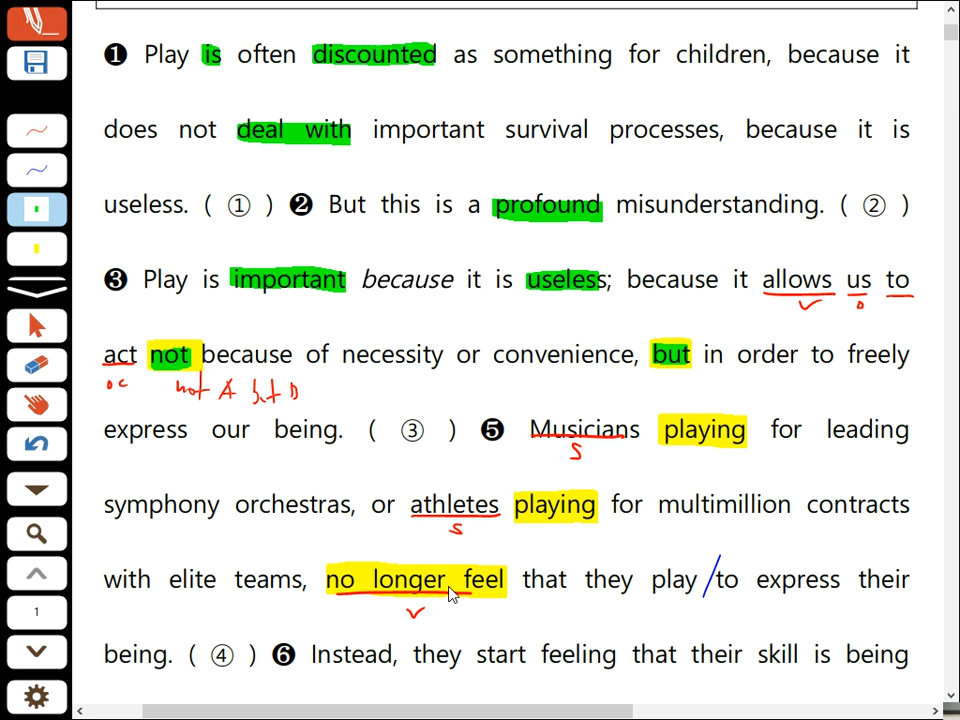 ❶ Play is often discounted as something for children, because it
does not deal with important survival processes, because it is
useless. ( ① ) ❷ But this is a profound misunderstanding. ( ② )
❸ Play is important because it is useless; because it allows us to
V O
act not because of necessity or convenience, but in order to freely
OC not A but B
express our being. ( ③ ) ❺ Musicians playing for leading
S
symphony orchestras, or athletes playing for multimillion contracts
S
with elite teams, no longer feel that they play / to express their
V
1
being. ( ④ ) ❻ Instead, they start feeling that their skill is being